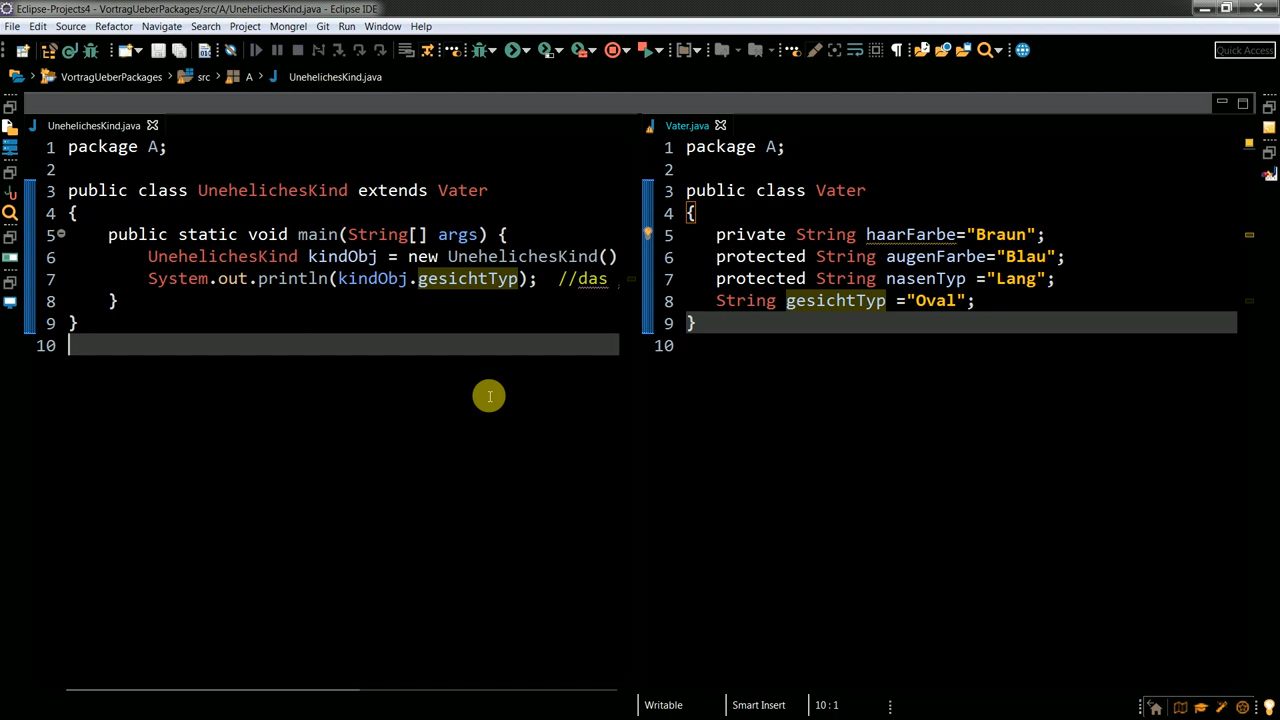 Eclipse-Projects4 - VortragUeberPackages/src/A/UnehelichesKind.java - Eclipse IDE
File Edit Source Refactor Navigate Search Project Mongrel Git Run Window Help
Quick Access
VortragUeberPackages src A UnehelichesKind.java
UnehelichesKind.java
1 package A;
2
3 public class UnehelichesKind extends Vater
4 {
5 public static void main(String[] args) {
6 UnehelichesKind kindObj = new UnehelichesKind()
7 System.out.println(kindObj.gesichtTyp); //das
8 }
9 }
10
Vater.java
1 package A;
2
3 public class Vater
4 {
5 private String haarFarbe="Braun";
6 protected String augenFarbe="Blau";
7 protected String nasenTyp ="Lang";
8 String gesichtTyp ="Oval";
9 }
10
Writable Smart Insert 10 : 1